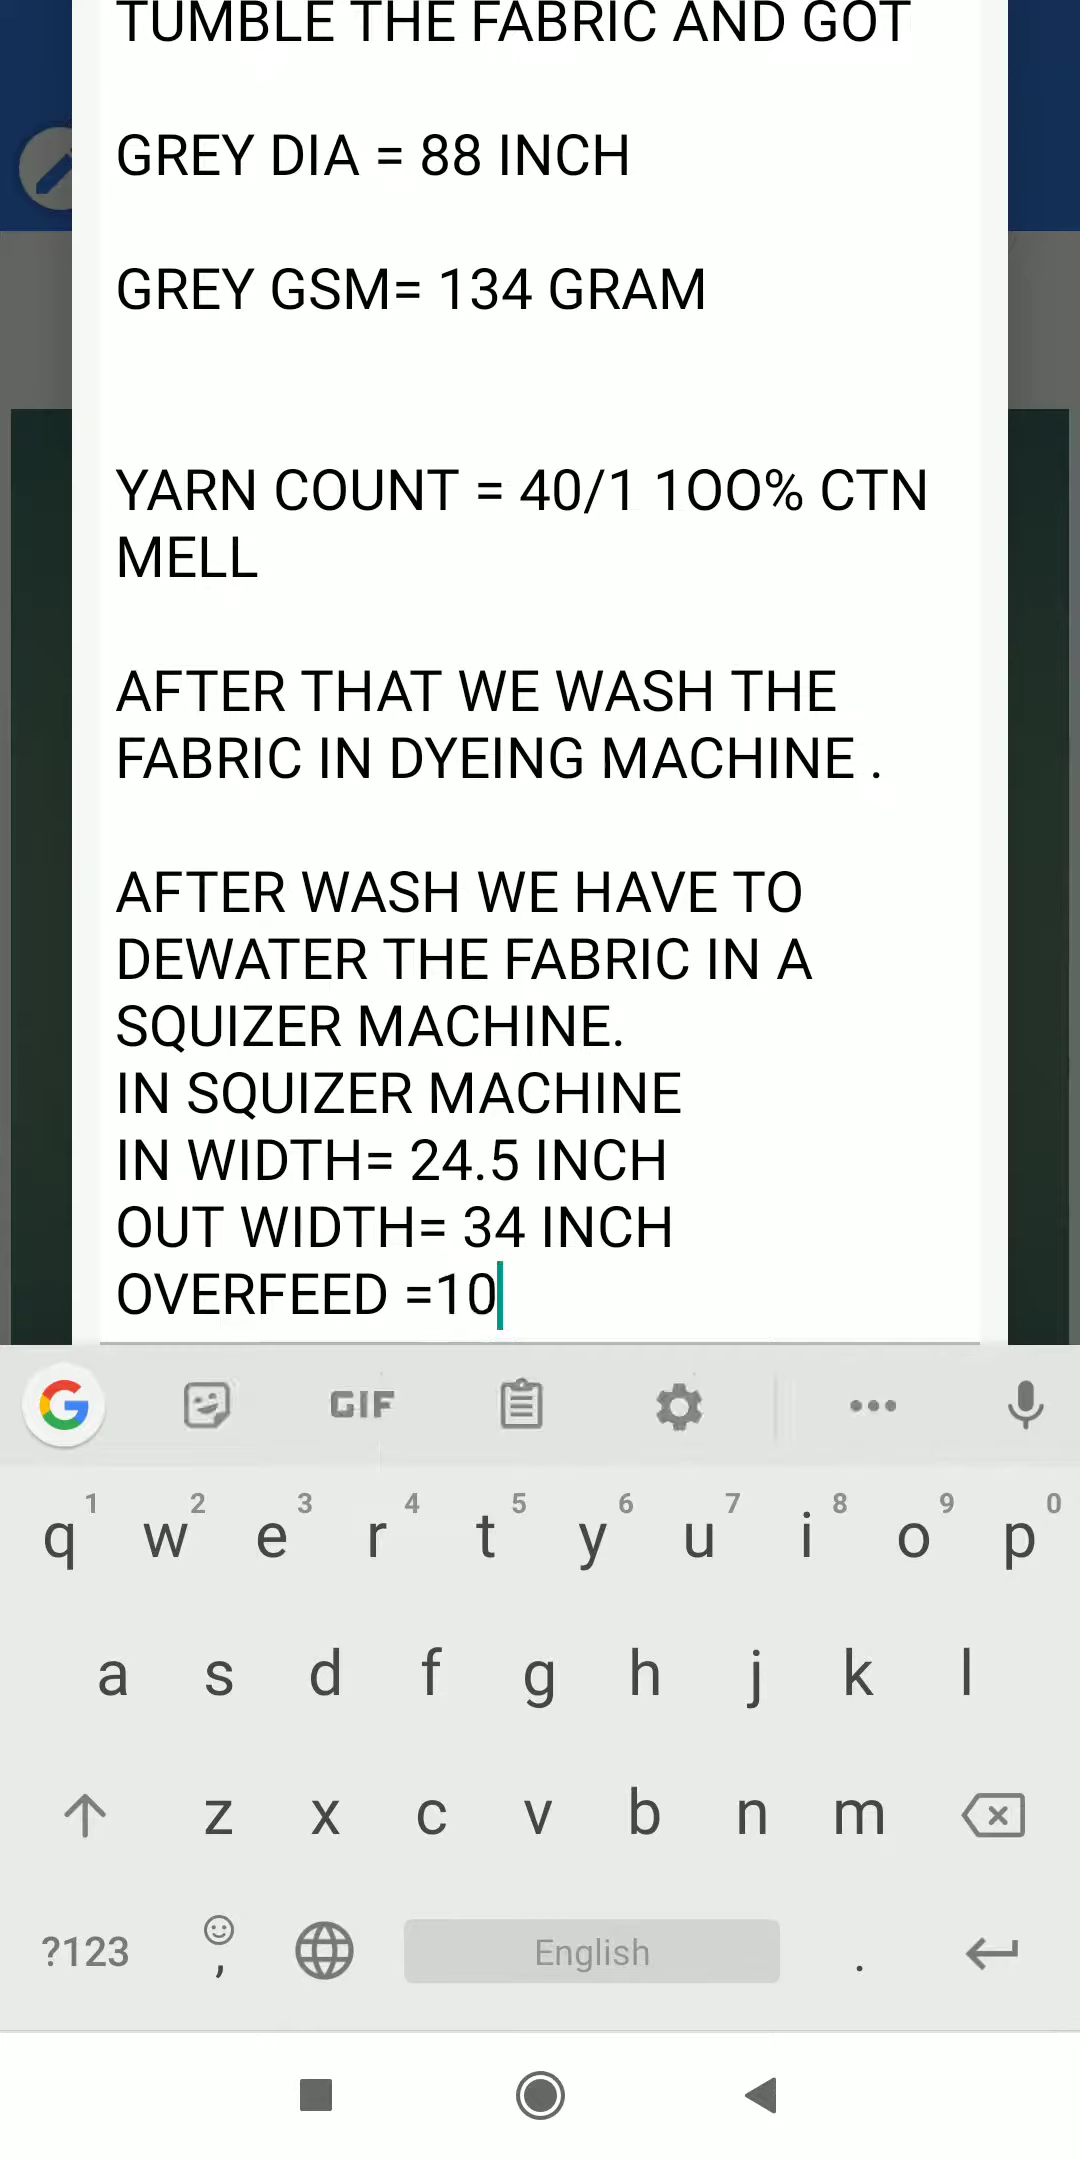 TUMBLE THE FABRIC AND GOT
GREY DIA = 88 INCH
GREY GSM= 134 GRAM
YARN COUNT = 40/1 1OO% CTN
MELL
AFTER THAT WE WASH THE
FABRIC IN DYEING MACHINE .
AFTER WASH WE HAVE TO
DEWATER THE FABRIC IN A
SQUIZER MACHINE.
IN SQUIZER MACHINE
IN WIDTH= 24.5 INCH
OUT WIDTH= 34 INCH
OVERFEED =10
GIF
1 2 3 4 5 6 7 8 9 0
q w e r t y u i o p
a s d f g h j k l
z x c v b n m
?123 , English .